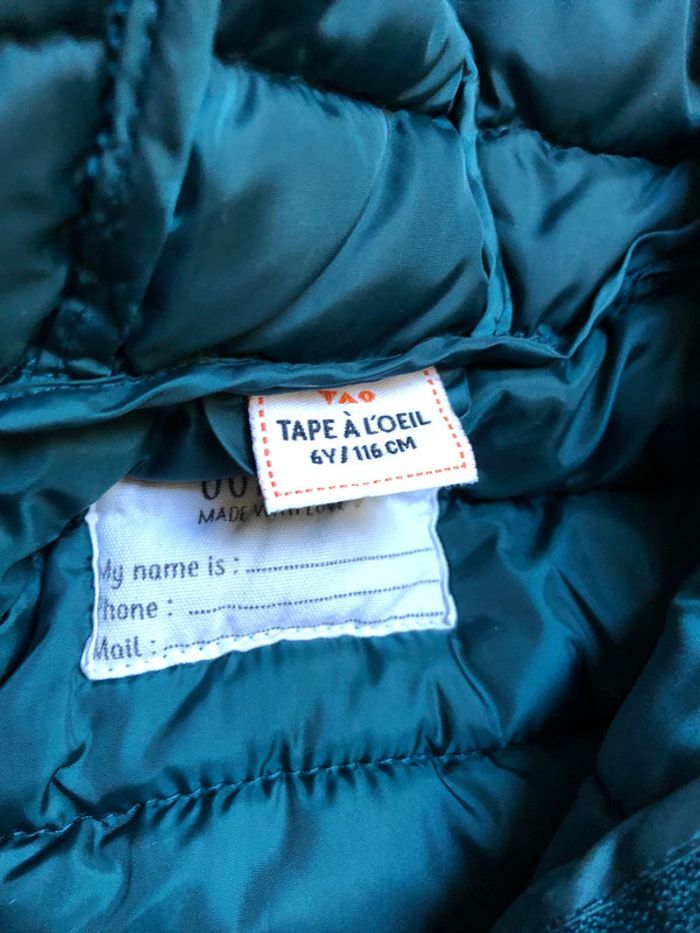 TAO
TAPE À L'OEIL
6Y/116 CM
MADE WITH LOVE
My name is :
Phone :
Mail :